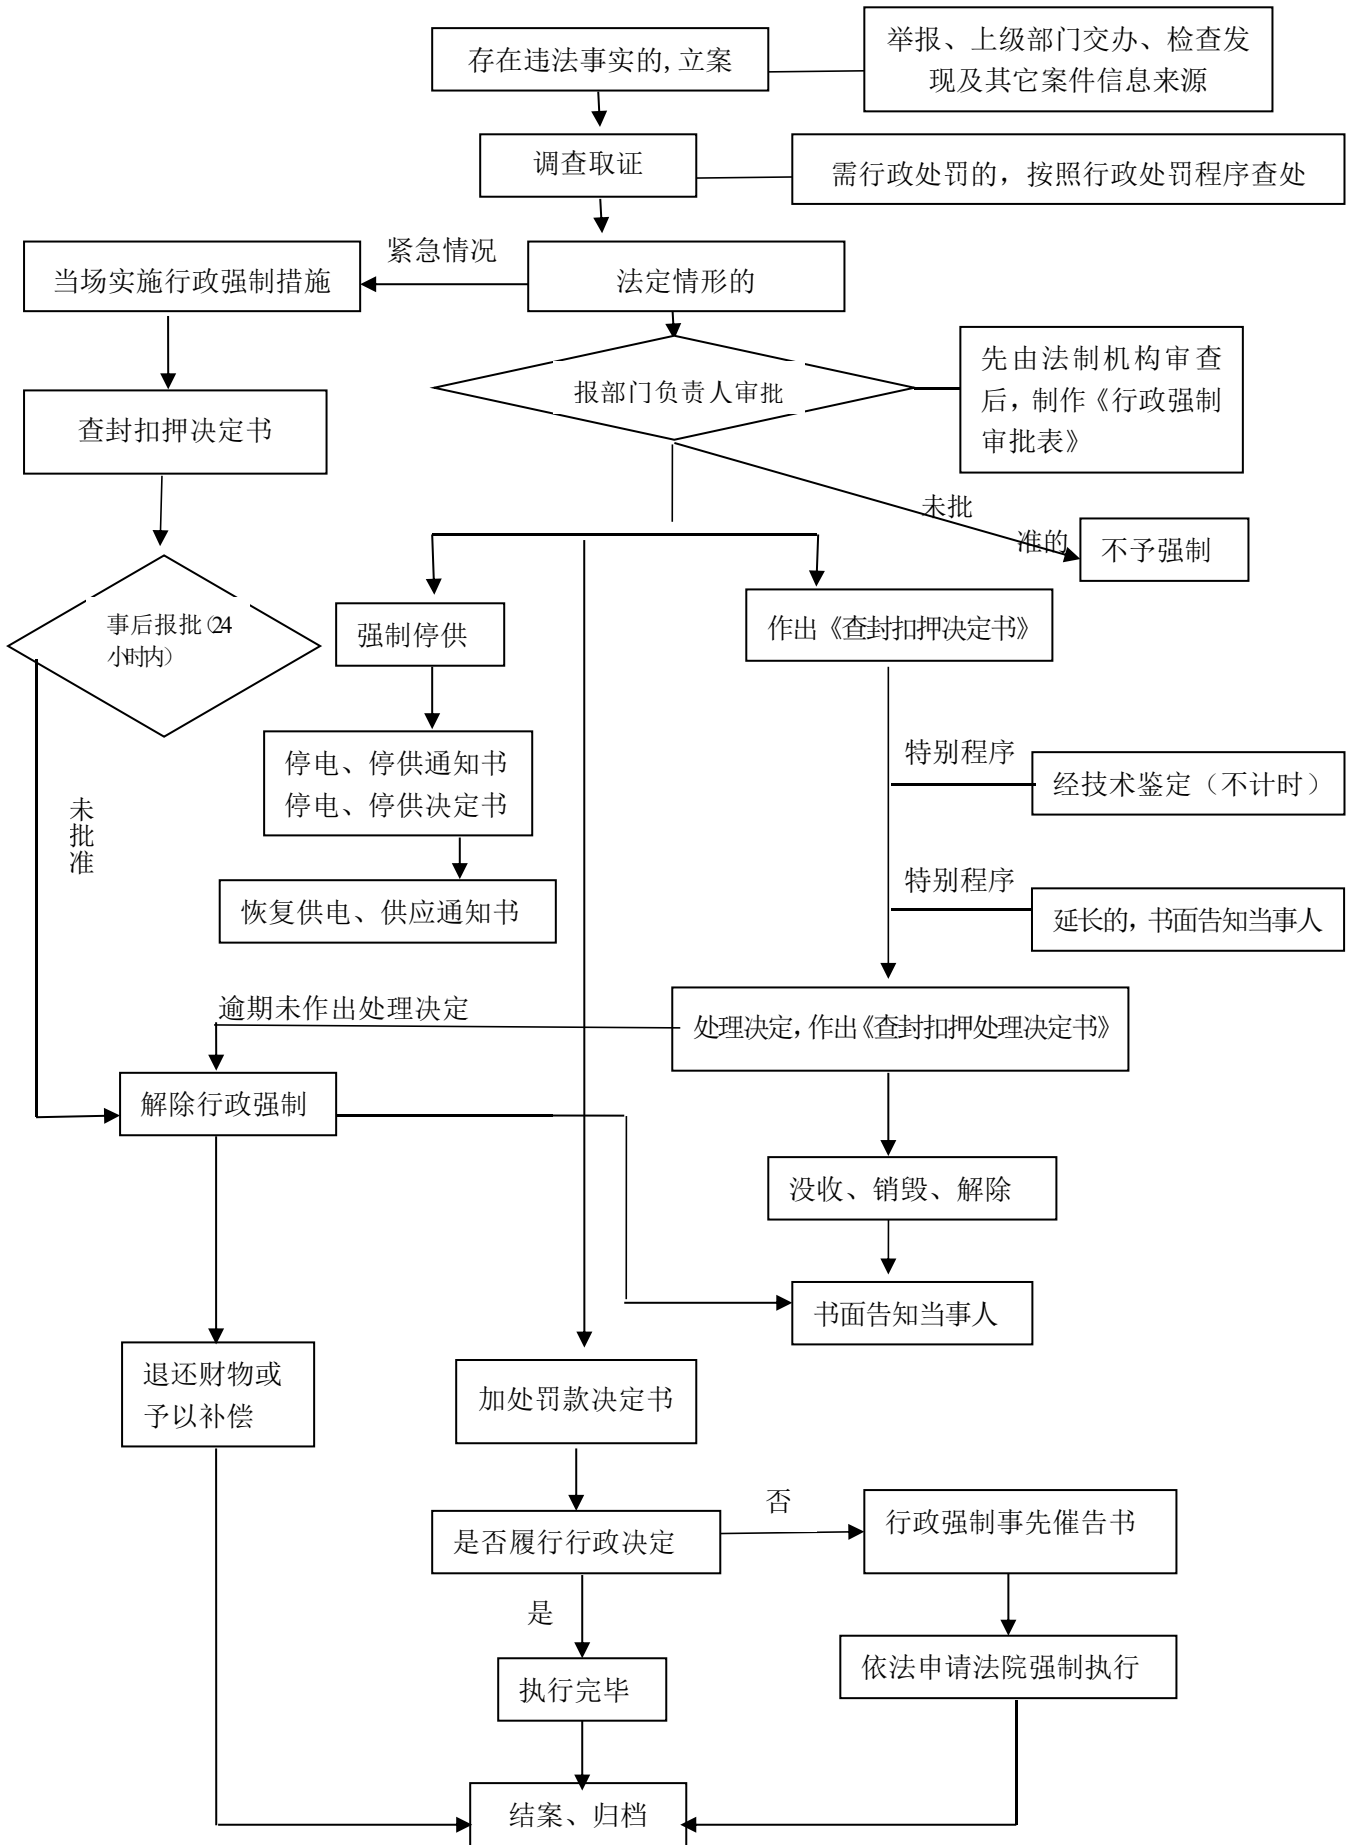 存在违法事实的,立案
举报、上级部门交办、检查发
现及其它案件信息来源
调查取证
需行政处罚的，按照行政处罚程序查处
紧急情况
当场实施行政强制措施
法定情形的
报部门负责人审批
先由法制机构审查
后，制作《行政强制
审批表》
查封扣押决定书
未批
准的
不予强制
事后报批（24
小时内）
强制停供
作出《查封扣押决定书》
停电、停供通知书
停电、停供决定书
特别程序
经技术鉴定（不计时）
未
批
准
恢复供电、供应通知书
特别程序
延长的，书面告知当事人
逾期未作出处理决定
处理决定，作出《查封扣押处理决定书》
解除行政强制
没收、销毁、解除
书面告知当事人
退还财物或
予以补偿
加处罚款决定书
否
是否履行行政决定
行政强制事先催告书
是
执行完毕
依法申请法院强制执行
结案、归档